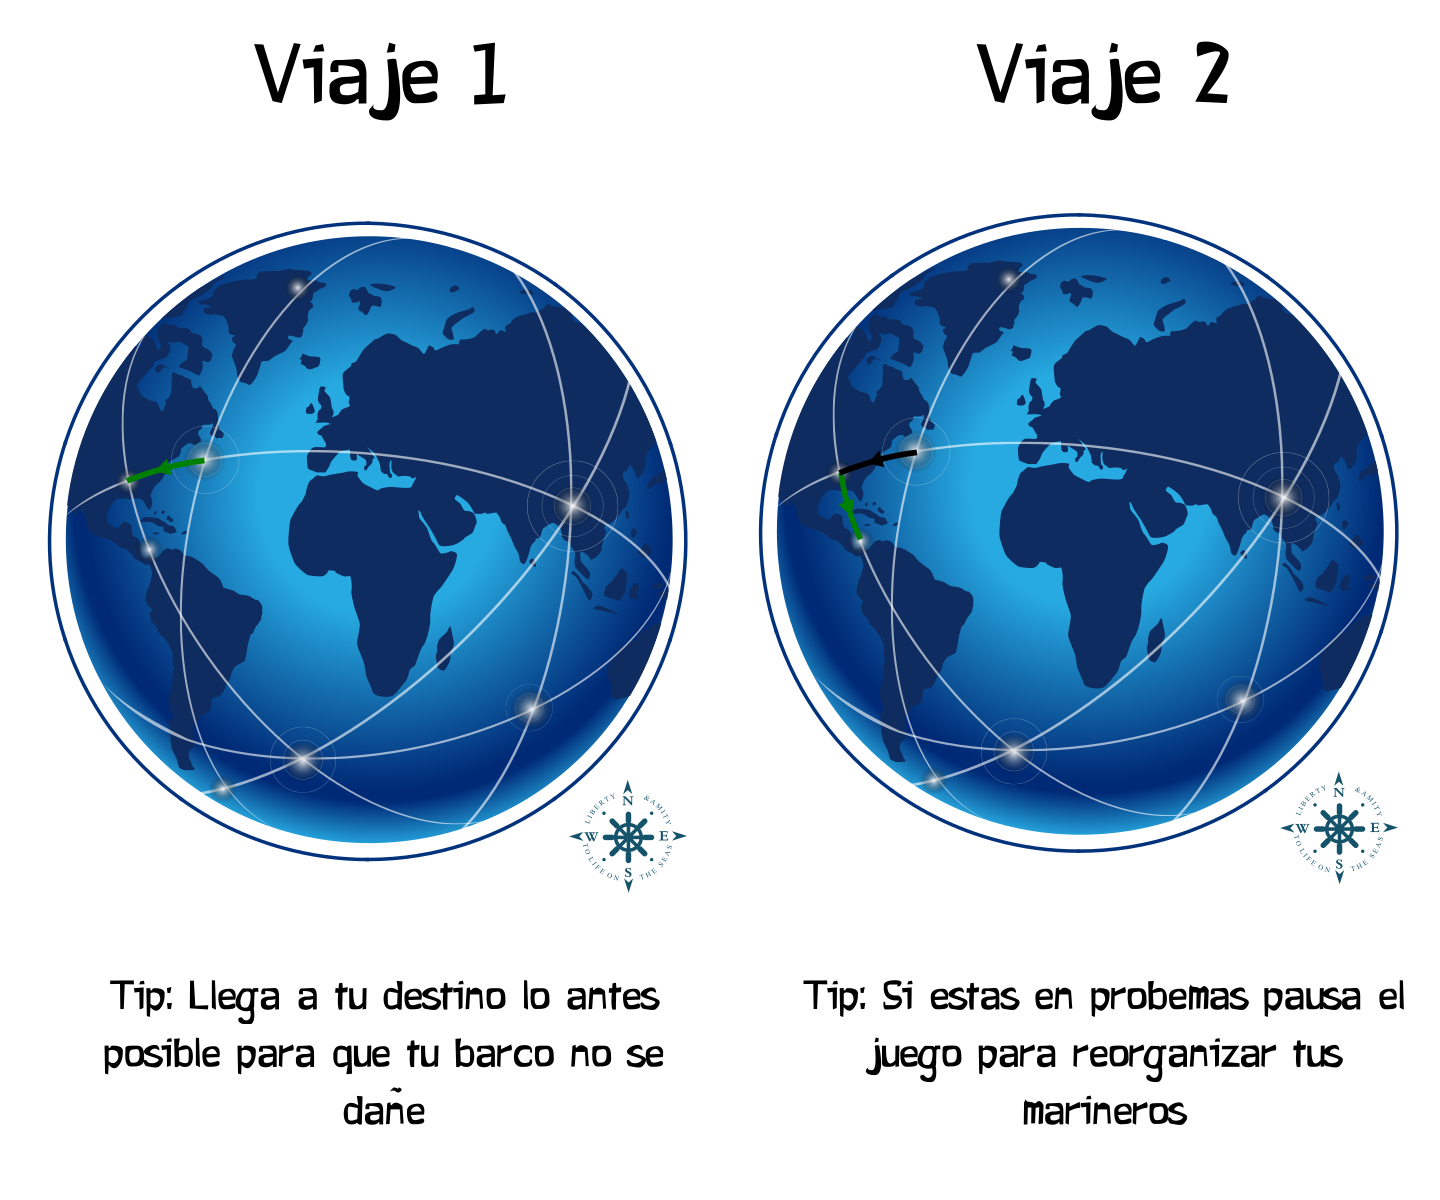 Viaje 1
Viaje 2
N
LIBERTY
&AMITY
W
E
TO LIFE ON
THE SEAS
S
N
LIBERTY
&AMITY
W
E
TO LIFE ON
THE SEAS
S
Tip: Llega a tu destino lo antes
posible para que tu barco no se
dañe
Tip: Si estas en probemas pausa el
juego para reorganizar tus
marineros